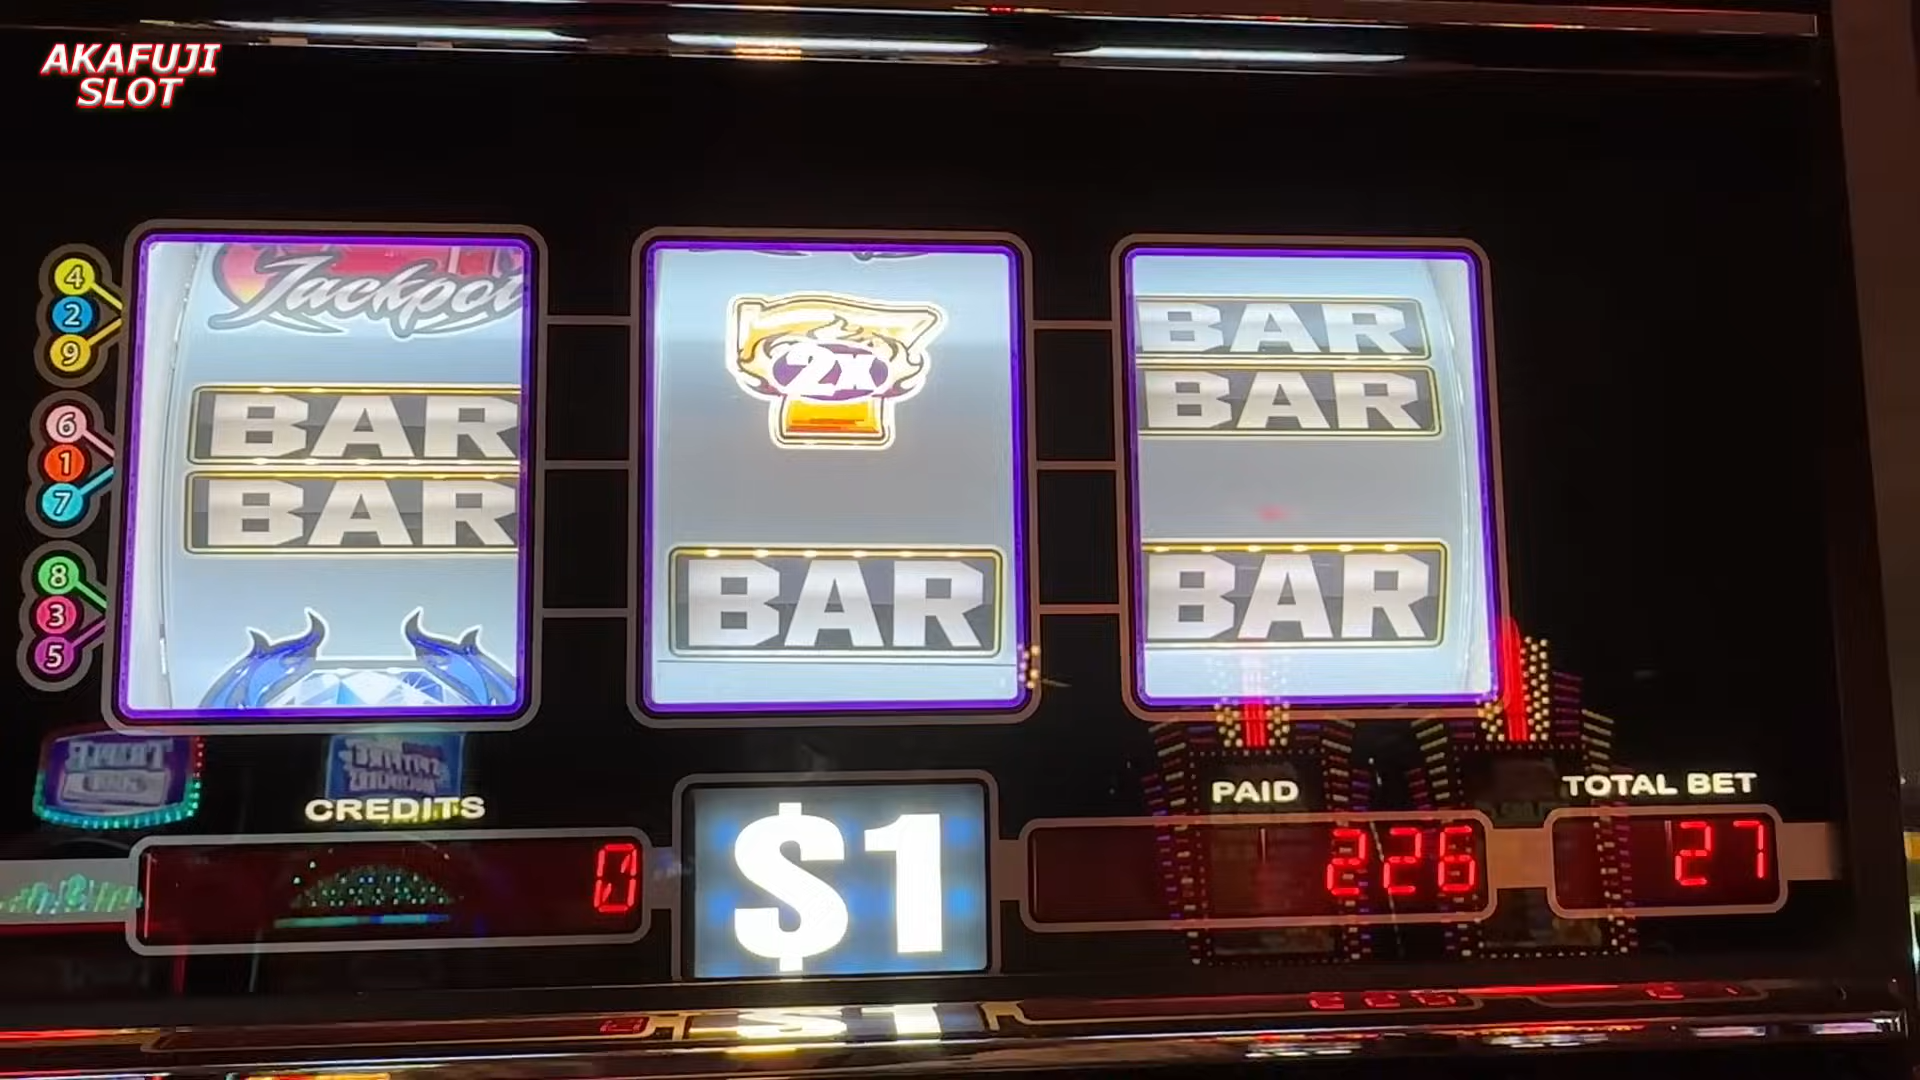 AKAFUJI
SLOT
Jackpot
4
2
9
2x
BAR
BAR
BAR
BAR
6
1
7
8
3
5
BAR
BAR
CREDITS
0
$1
PAID
226
TOTAL BET
27